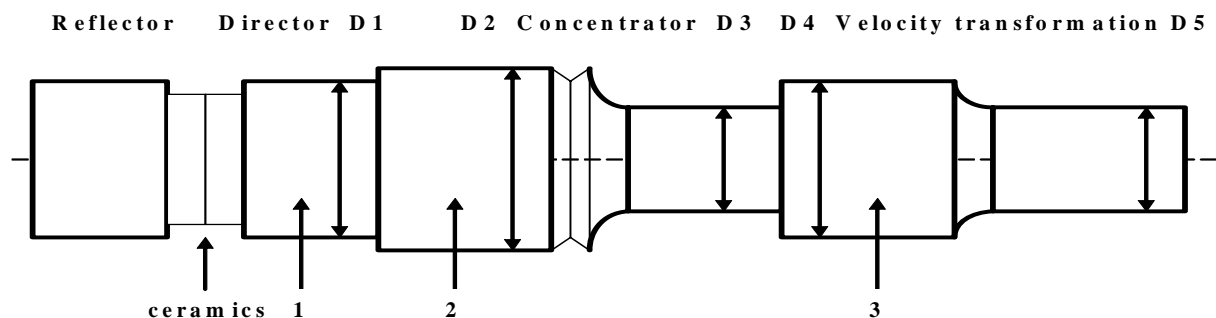 Reflector Director D1 D2 Concentrator D3 D4 Velocity transformation D5
ceramics 1 2 3